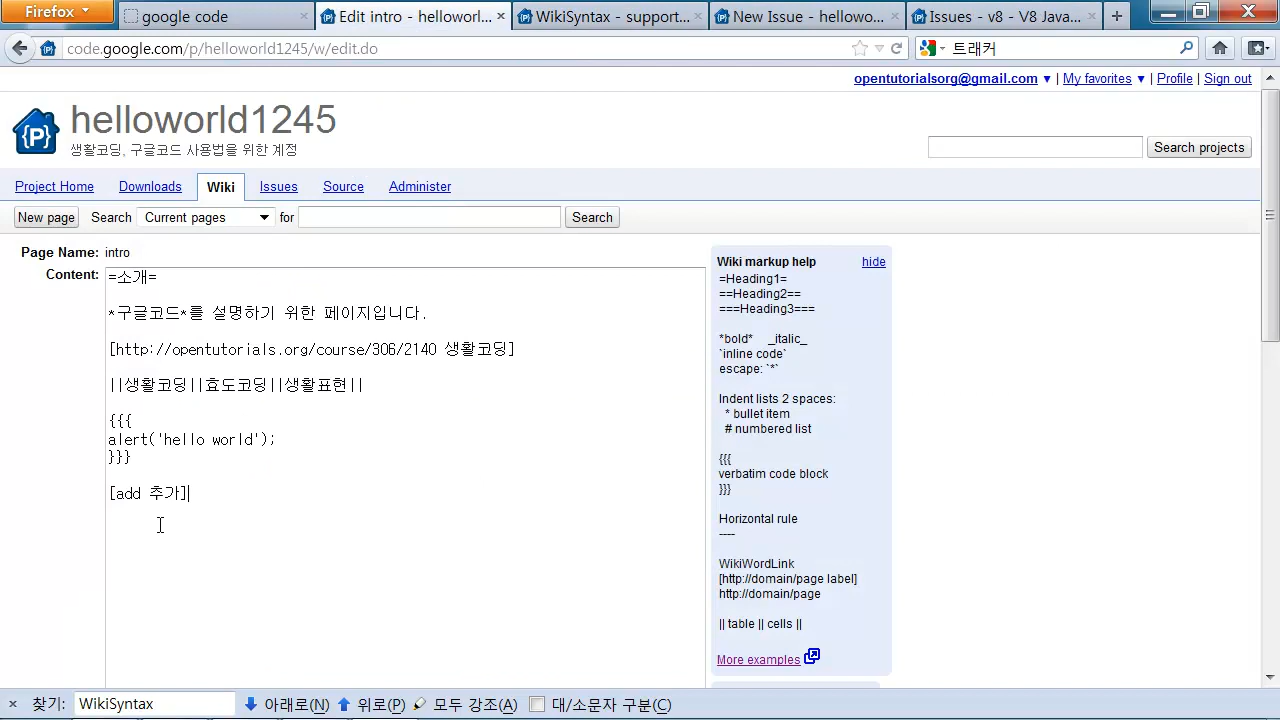 Firefox
google code
Edit intro - helloworl...
WikiSyntax - support...
New Issue - hellowo...
Issues - v8 - V8 Java...
code.google.com/p/helloworld1245/w/edit.do
트래커
opentutorialsorg@gmail.com ▼ | My favorites ▼ | Profile | Sign out
{P}
helloworld1245
생활코딩, 구글코드 사용법을 위한 계정
Search projects
Project Home
Downloads
Wiki
Issues
Source
Administer
New page
Search
Current pages
for
Search
Page Name: intro
Content:
=소개=
*구글코드*를 설명하기 위한 페이지입니다.
[http://opentutorials.org/course/306/2140 생활코딩]
||생활코딩||효도코딩||생활표현||
{{{
alert('hello world');
}}}
[add 추가]
Wiki markup help
hide
=Heading1=
==Heading2==
===Heading3===
*bold* _italic_
`inline code`
escape: `*`
Indent lists 2 spaces:
* bullet item
# numbered list
{{{
verbatim code block
}}}
Horizontal rule
----
WikiWordLink
[http://domain/page label]
http://domain/page
|| table || cells ||
More examples
× 찾기: WikiSyntax 아래로(N) 위로(P) 모두 강조(A) 대/소문자 구분(C)